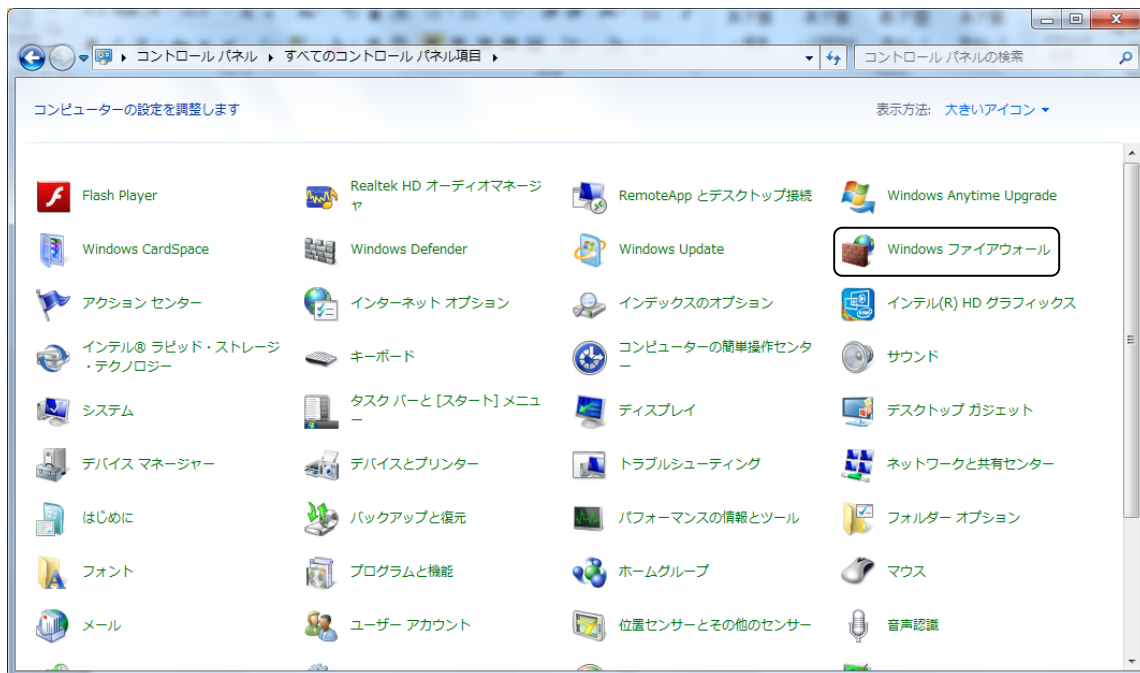 コントロール パネル ▸ すべてのコントロール パネル項目 ▸
コントロール パネルの検索
コンピューターの設定を調整します
表示方法: 大きいアイコン
Flash Player
Realtek HD オーディオマネージ
ャ
RemoteApp とデスクトップ接続
Windows Anytime Upgrade
Windows CardSpace
Windows Defender
Windows Update
Windows ファイアウォール
アクション センター
インターネット オプション
インデックスのオプション
インテル(R) HD グラフィックス
インテル® ラピッド・ストレージ
・テクノロジー
キーボード
コンピューターの簡単操作センタ
ー
サウンド
システム
タスク バーと [スタート] メニュ
ー
ディスプレイ
デスクトップ ガジェット
デバイス マネージャー
デバイスとプリンター
トラブルシューティング
ネットワークと共有センター
はじめに
バックアップと復元
パフォーマンスの情報とツール
フォルダー オプション
フォント
プログラムと機能
ホームグループ
マウス
メール
ユーザー アカウント
位置センサーとその他のセンサー
音声認識